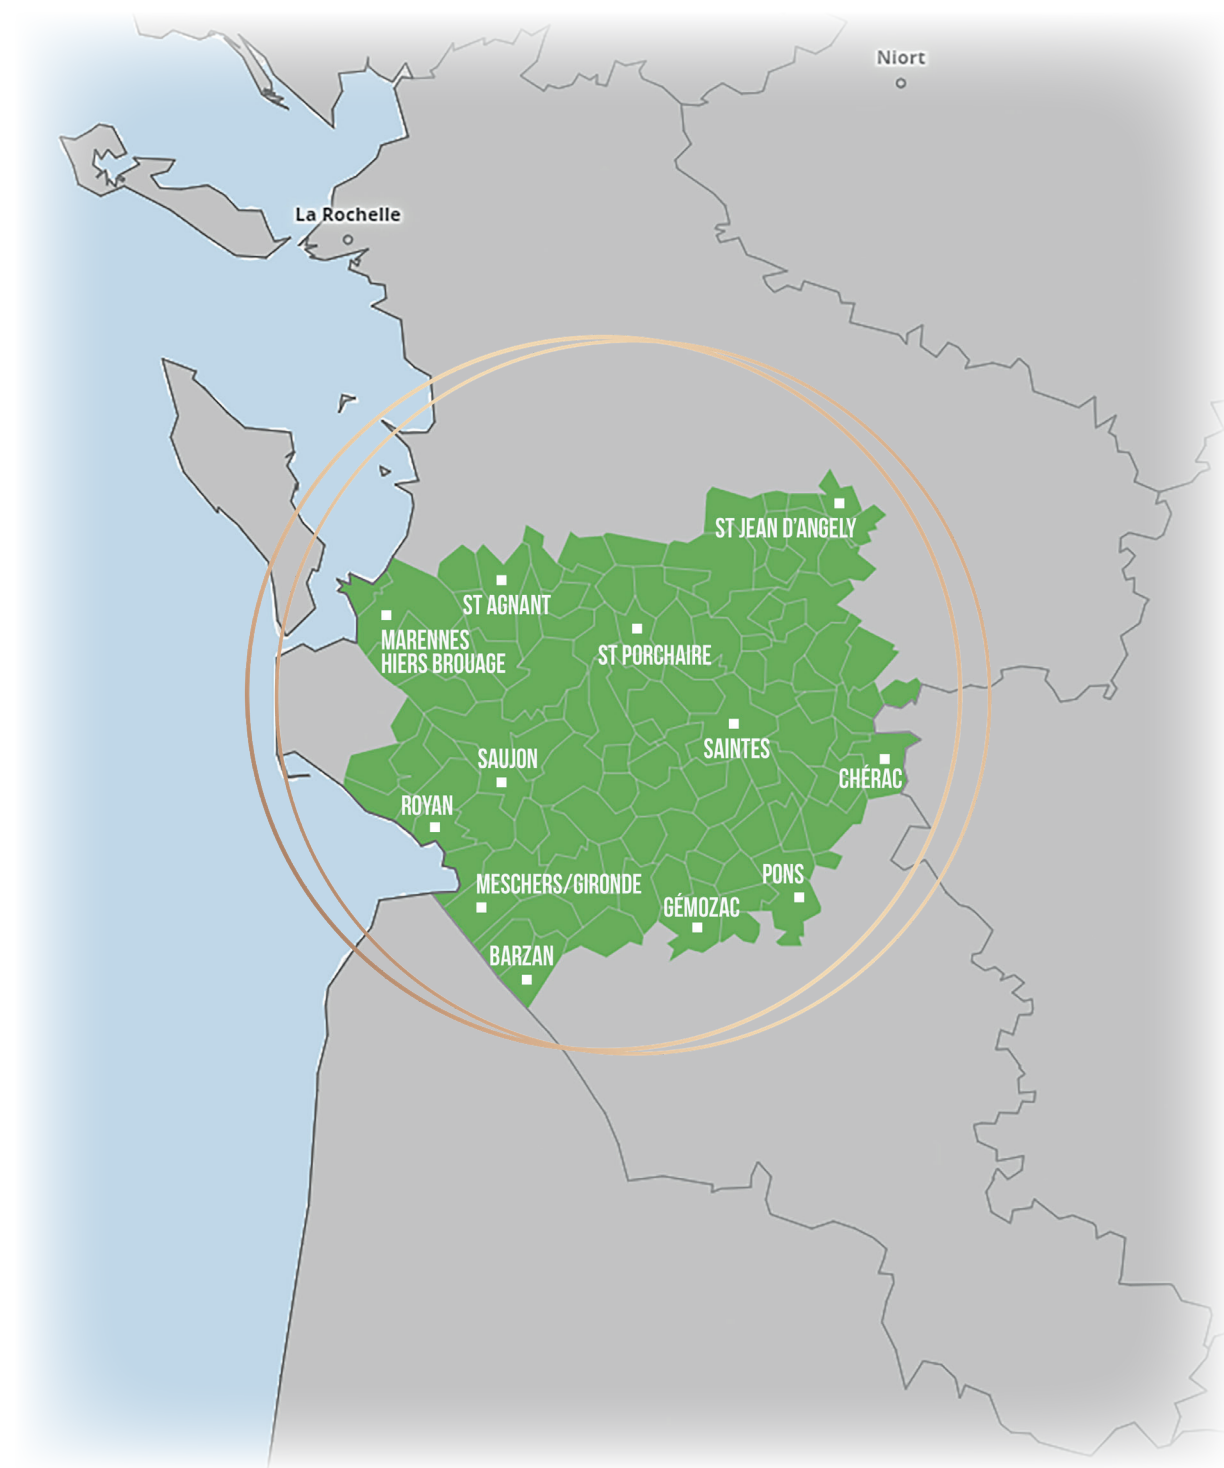 Niort
La Rochelle
ST JEAN D'ANGELY
ST AGNANT
MARENNES
HIERS BROUAGE
ST PORCHAIRE
SAINTES
SAUJON
CHÉRAC
ROYAN
PONS
MESCHERS/GIRONDE
GÉMOZAC
BARZAN